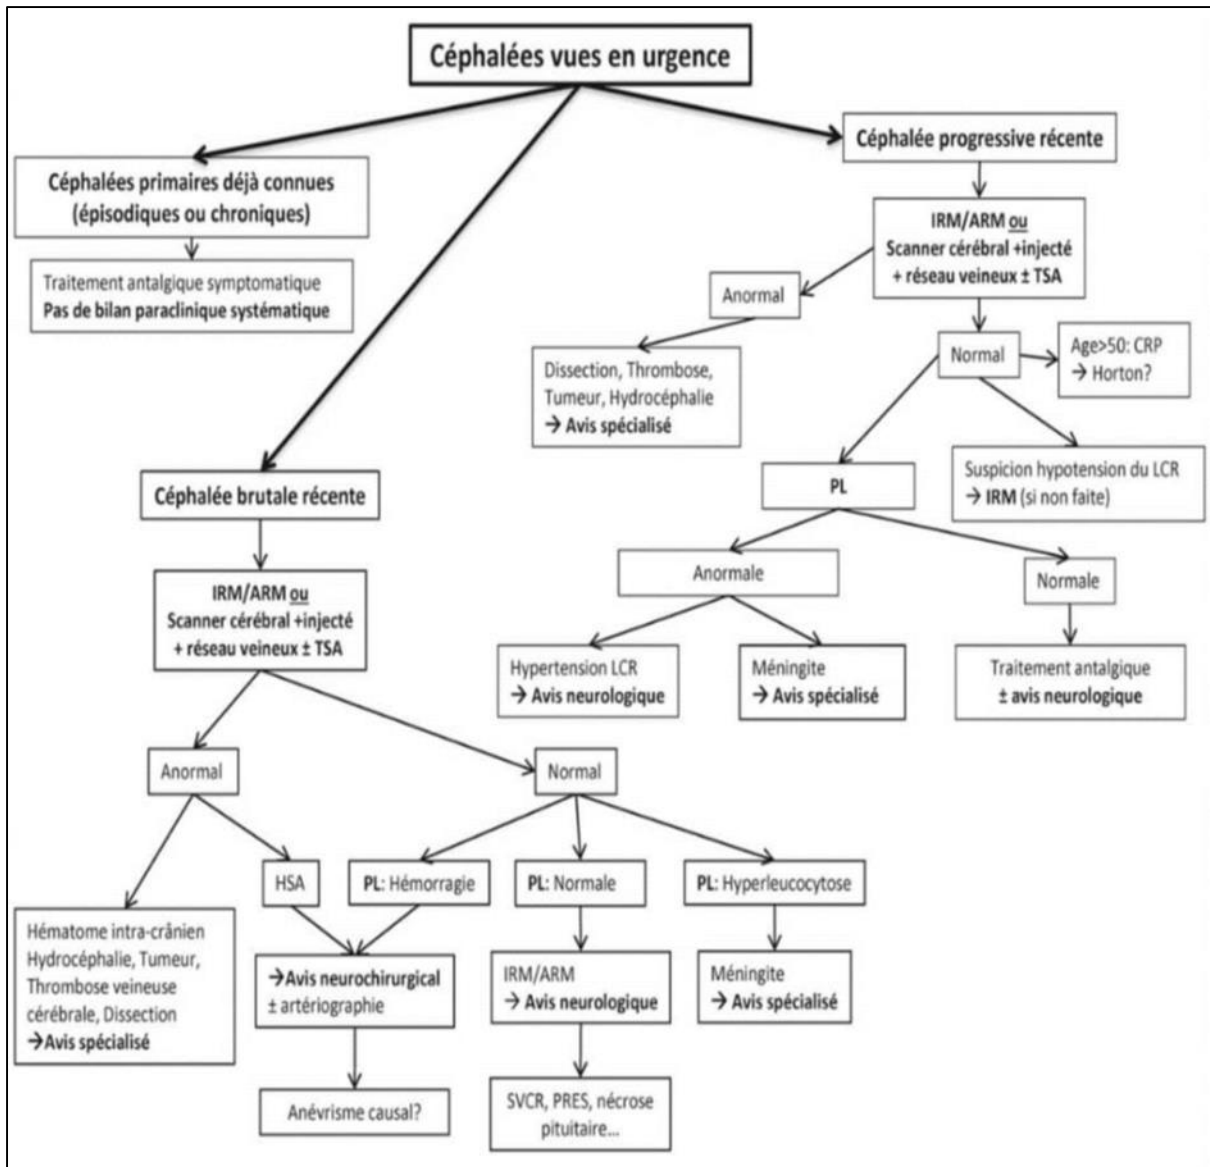 Céphalées vues en urgence
Céphalées primaires déjà connues
(épisodiques ou chroniques)
Traitement antalgique symptomatique
Pas de bilan paraclinique systématique
Céphalée progressive récente
IRM/ARM ou
Scanner cérébral +injecté
+ réseau veineux ± TSA
Anormal
Dissection, Thrombose,
Tumeur, Hydrocéphalie
→ Avis spécialisé
Normal
Age>50: CRP
→ Horton?
Suspicion hypotension du LCR
→ IRM (si non faite)
PL
Anormale
Normale
Hypertension LCR
→ Avis neurologique
Méningite
→ Avis spécialisé
Traitement antalgique
± avis neurologique
Céphalée brutale récente
IRM/ARM ou
Scanner cérébral +injecté
+ réseau veineux ± TSA
Anormal
Normal
HSA
PL: Hémorragie
PL: Normale
PL: Hyperleucocytose
Hématome intra-crânien
Hydrocéphalie, Tumeur,
Thrombose veineuse
cérébrale, Dissection
→Avis spécialisé
→Avis neurochirurgical
± artériographie
IRM/ARM
→ Avis neurologique
Méningite
→ Avis spécialisé
Anévrisme causal?
SVCR, PRES, nécrose
pituitaire...